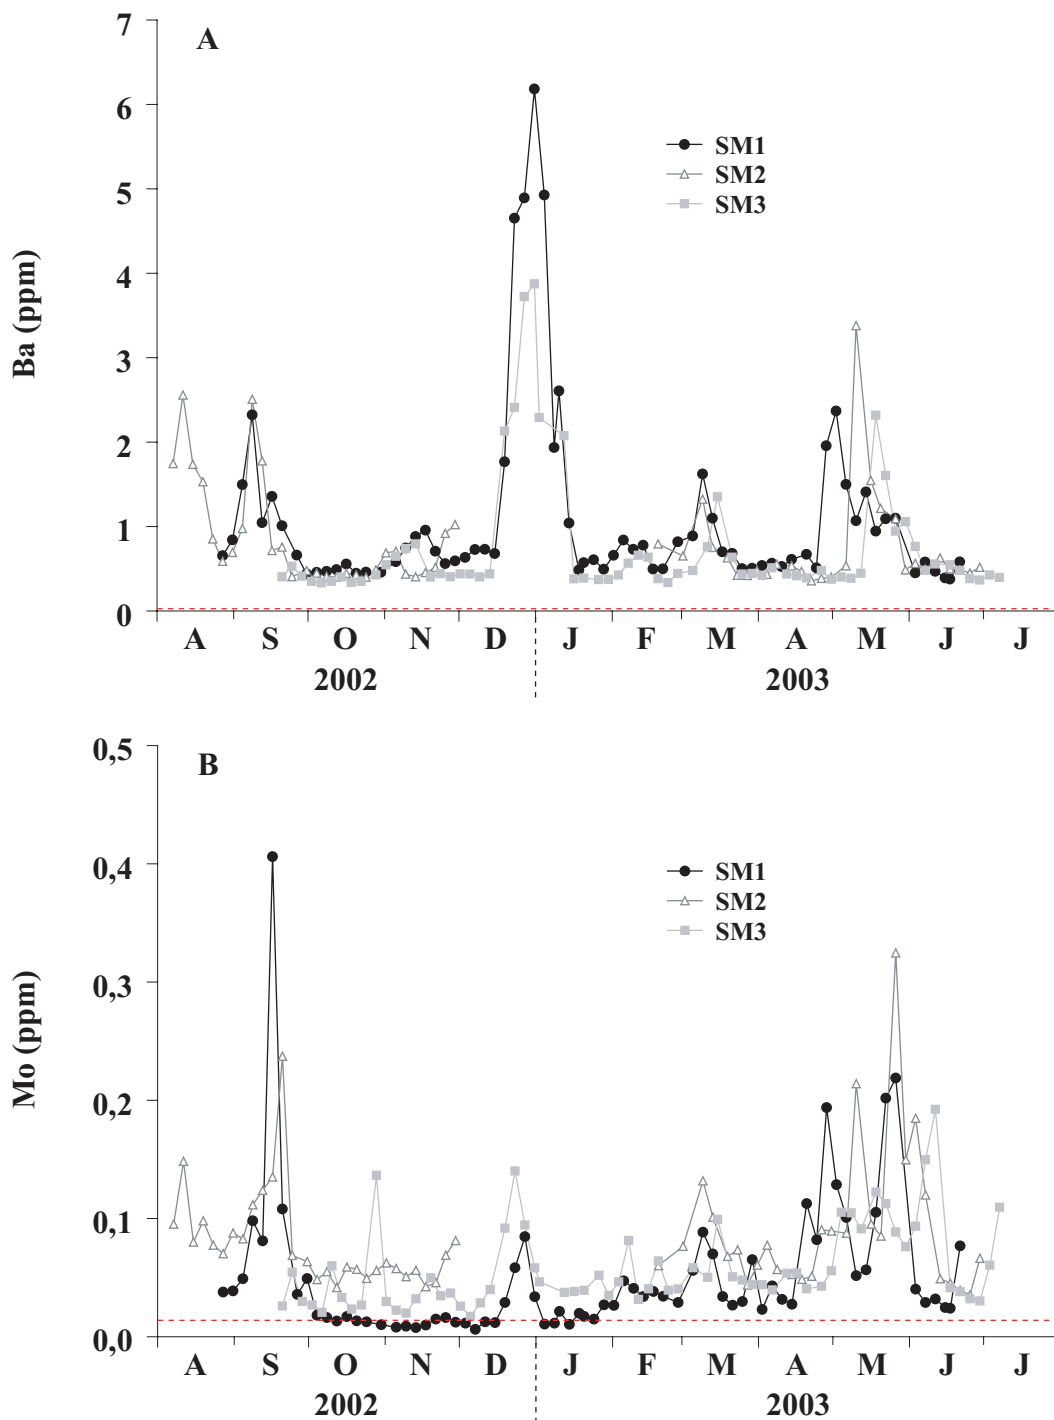 7
A
6
5
4
3
2
1
0
Ba (ppm)
SM1
SM2
SM3
A S O N D J F M A M J J
2002 2003
0,5
B
0,4
0,3
0,2
0,1
0,0
Mo (ppm)
SM1
SM2
SM3
A S O N D J F M A M J J
2002 2003